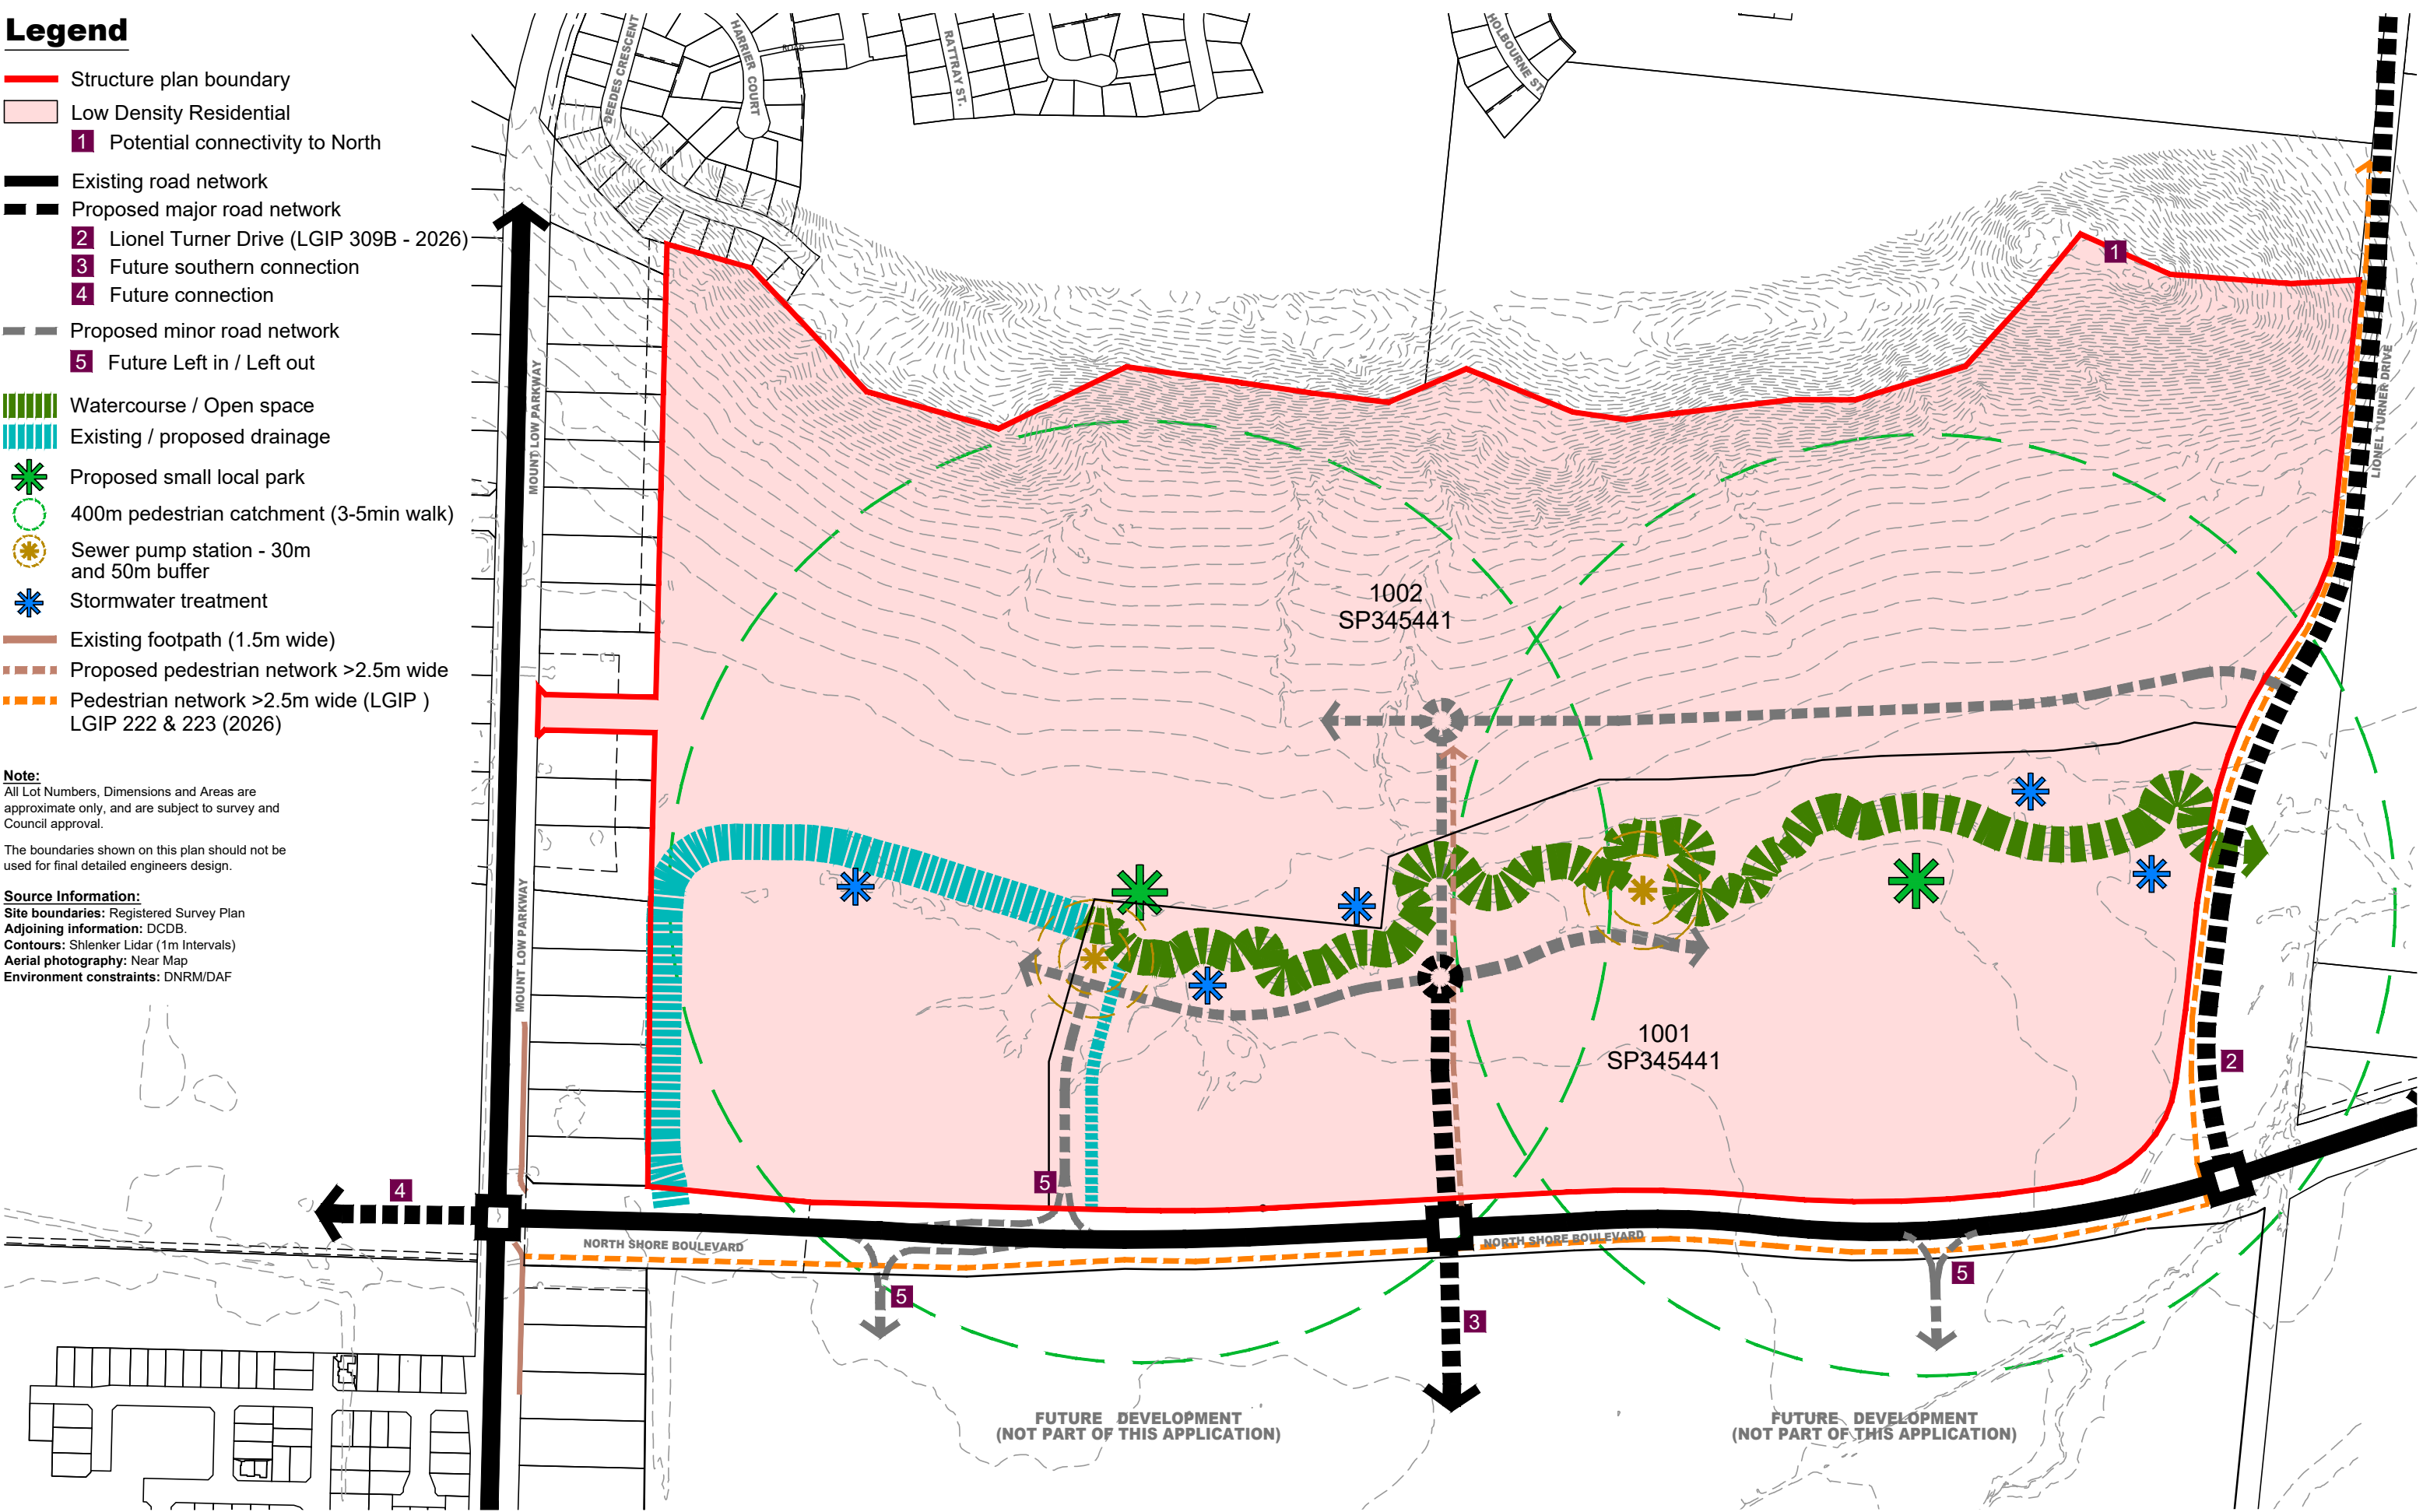 Legend
Structure plan boundary
Low Density Residential
1 Potential connectivity to North
Existing road network
Proposed major road network
2 Lionel Turner Drive (LGIP 309B - 2026)
3 Future southern connection
4 Future connection
Proposed minor road network
5 Future Left in / Left out
Watercourse / Open space
Existing / proposed drainage
Proposed small local park
400m pedestrian catchment (3-5min walk)
Sewer pump station - 30m
and 50m buffer
Stormwater treatment
Existing footpath (1.5m wide)
Proposed pedestrian network >2.5m wide
Pedestrian network >2.5m wide (LGIP )
LGIP 222 & 223 (2026)
Note:
All Lot Numbers, Dimensions and Areas are
approximate only, and are subject to survey and
Council approval.
The boundaries shown on this plan should not be
used for final detailed engineers design.
Source Information:
Site boundaries: Registered Survey Plan
Adjoining information: DCDB.
Contours: Shlenker Lidar (1m Intervals)
Aerial photography: Near Map
Environment constraints: DNRM/DAF
DEEDES CRESCENT
HARRIER COURT
ROAD
RATTRAY ST.
HOLBOURNE ST.
1
MOUNT LOW PARKWAY
LIONEL TURNER DRIVE
1002
SP345441
MOUNT LOW PARKWAY
1001
SP345441
2
5
4
NORTH SHORE BOULEVARD
NORTH SHORE BOULEVARD
5
5
3
FUTURE DEVELOPMENT
(NOT PART OF THIS APPLICATION)
FUTURE DEVELOPMENT
(NOT PART OF THIS APPLICATION)